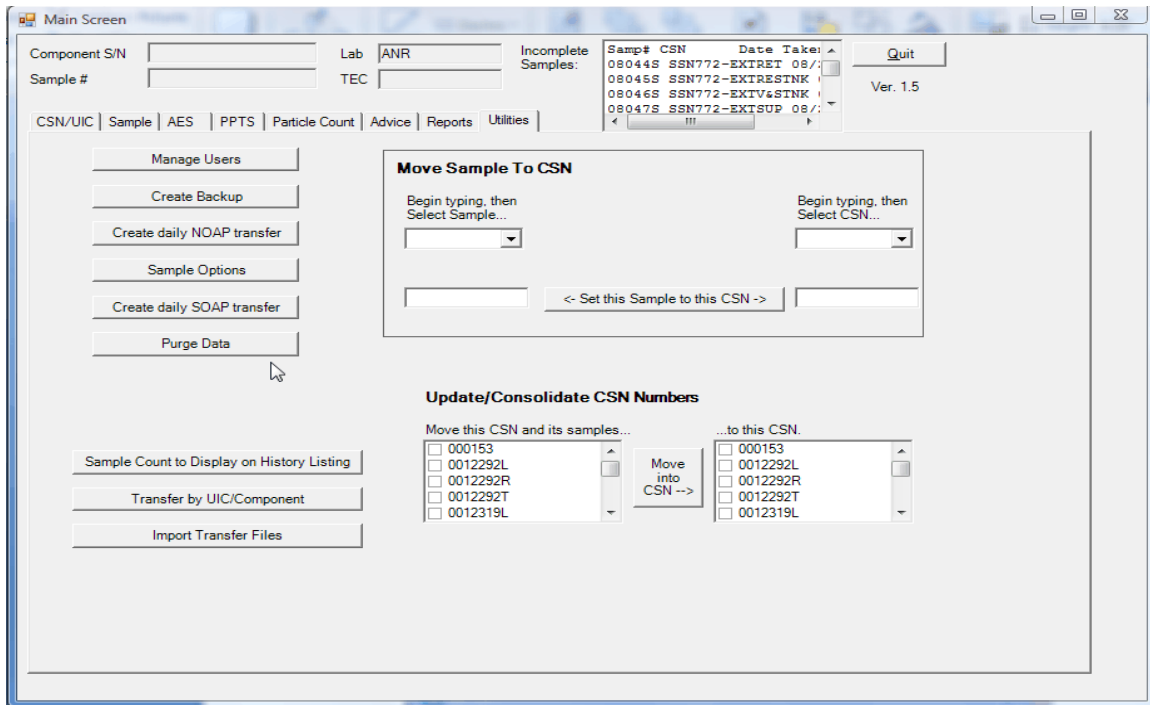 Main Screen
Component S/N
Lab ANR
Incomplete Samples:
Sample #
TEC
Samp# CSN Date Taken
08044S SSN772-EXTRET 08/
08045S SSN772-EXTRESTNK
08046S SSN772-EXTV&STNK
08047S SSN772-EXTSUP 08/
Quit
Ver. 1.5
CSN/UIC Sample AES PPTS Particle Count Advice Reports Utilities
Manage Users
Create Backup
Create daily NOAP transfer
Sample Options
Create daily SOAP transfer
Purge Data
Sample Count to Display on History Listing
Transfer by UIC/Component
Import Transfer Files
Move Sample To CSN
Begin typing, then
Select Sample...
Begin typing, then
Select CSN...
<- Set this Sample to this CSN ->
Update/Consolidate CSN Numbers
Move this CSN and its samples...
000153
0012292L
0012292R
0012292T
0012319L
Move
into
CSN -->
...to this CSN.
000153
0012292L
0012292R
0012292T
0012319L